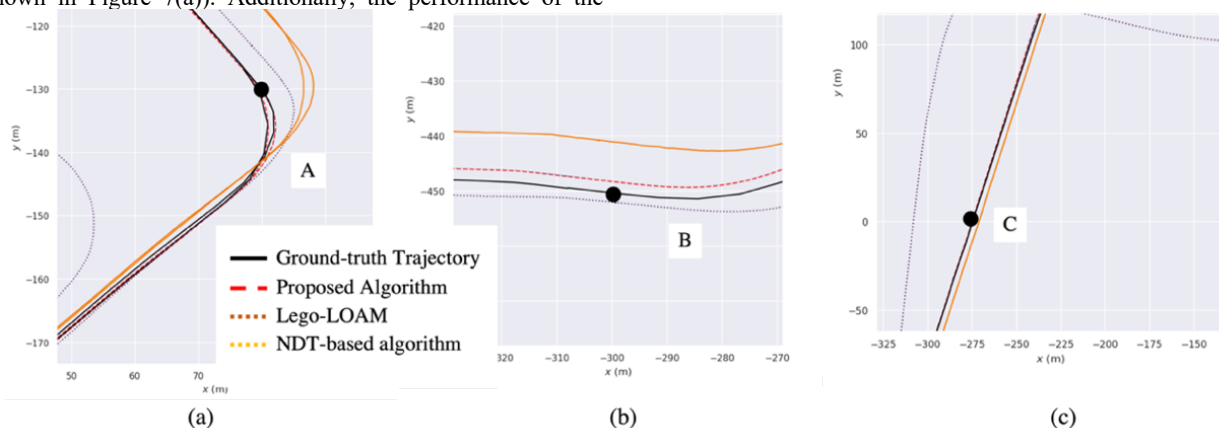 own in Figure 7(a)). Additionally, the performance of the
−120
−130
−140
−150
−160
−170
y (m)
50
60
70
x (m)
A
(a)
Ground-truth Trajectory
Proposed Algorithm
Lego-LOAM
NDT-based algorithm
−420
−430
−440
−450
y (m)
320
−310
−300
−290
−280
−270
x (m)
B
(b)
100
50
0
−50
y (m)
−325
−300
−275
−250
−225
−200
−175
−150
x (m)
C
(c)